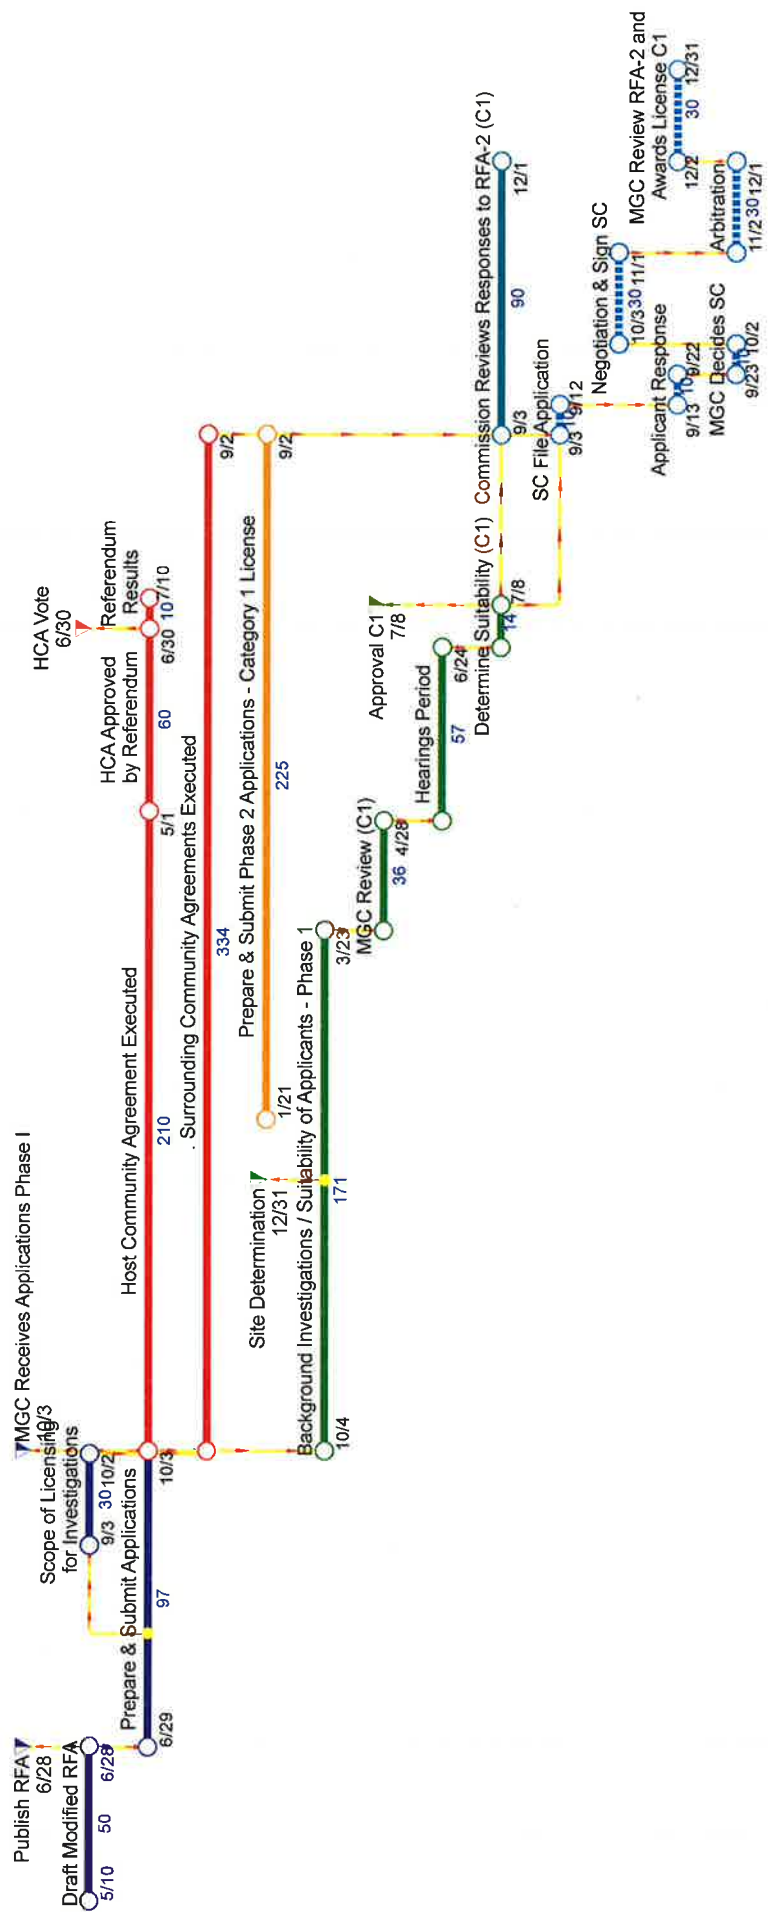 Publish RFA
6/28
Draft Modified RFA
5/10
50
6/28
Prepare & Submit Applications
6/29
97
10/3
Scope of Licensing
for Investigations
9/3
30
10/2
MGC Receives Applications Phase I
10/3
Host Community Agreement Executed
210
5/1
HCA Approved
by Referendum
60
6/30
HCA Vote
6/30
Referendum
Results
10
7/10
. Surrounding Community Agreements Executed
334
9/2
Prepare & Submit Phase 2 Applications - Category 1 License
1/21
225
9/2
Site Determination
12/31
Background Investigations / Suitability of Applicants - Phase 1
10/4
171
3/23
MGC Review (C1)
36
4/28
Hearings Period
57
6/24
Approval C1
7/8
Determine Suitability (C1)
14
7/8
Commission Reviews Responses to RFA-2 (C1)
9/3
90
12/1
SC File Application
9/3
10
9/12
Applicant Response
9/13
10
9/22
MGC Decides SC
9/23
10
10/2
Negotiation & Sign SC
10/3
30
11/1
Arbitration
11/2
30
12/1
MGC Review RFA-2 and
Awards License C1
12/2
30
12/31